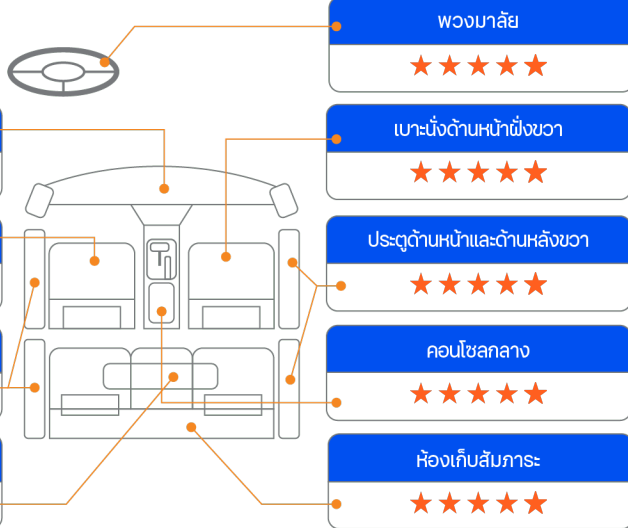 พวงมาลัย
เบาะนั่งด้านหน้าฝั่งขวา
ประตูด้านหน้าและด้านหลังขวา
คอนโซลกลาง
ห้องเก็บสัมภาระ